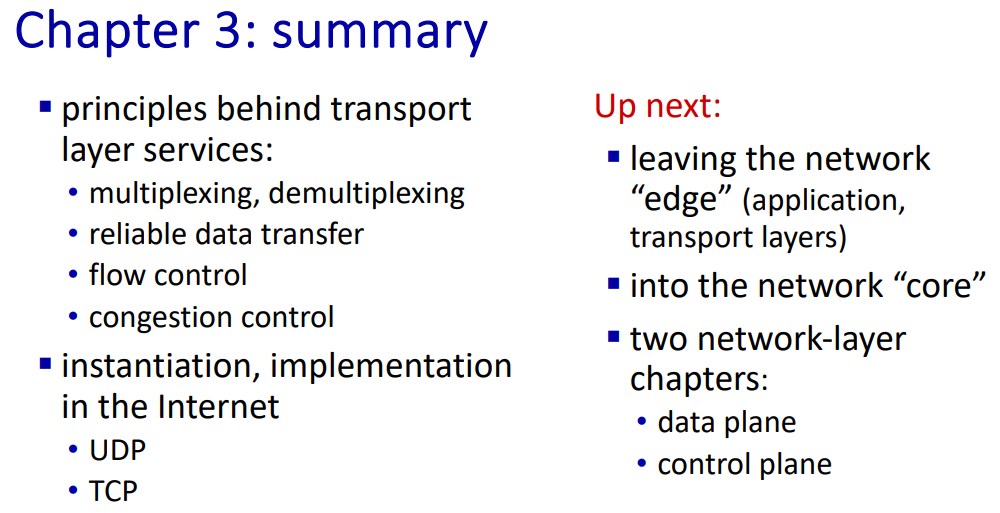 Chapter 3: summary
▪ principles behind transport
layer services:
• multiplexing, demultiplexing
• reliable data transfer
• flow control
• congestion control
▪ instantiation, implementation
in the Internet
• UDP
• TCP
Up next:
▪ leaving the network
“edge” (application,
transport layers)
▪ into the network “core”
▪ two network-layer
chapters:
• data plane
• control plane